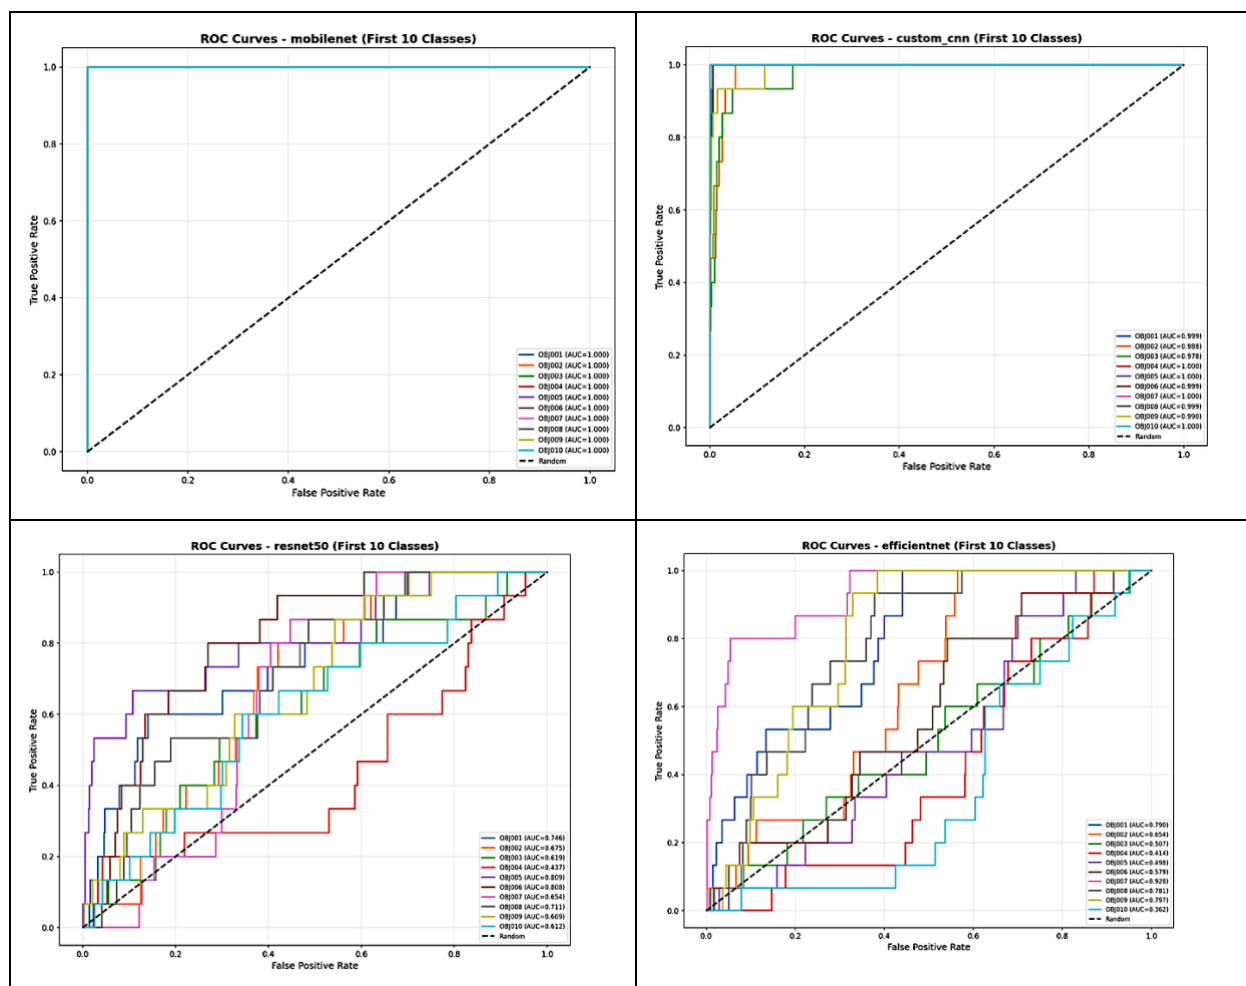 ROC Curves - mobilenet (First 10 Classes)
True Positive Rate
1.0
0.8
0.6
0.4
0.2
0.0
OBJ001 (AUC=1.000)
OBJ002 (AUC=1.000)
OBJ003 (AUC=1.000)
OBJ004 (AUC=1.000)
OBJ005 (AUC=1.000)
OBJ006 (AUC=1.000)
OBJ007 (AUC=1.000)
OBJ008 (AUC=1.000)
OBJ009 (AUC=1.000)
OBJ010 (AUC=1.000)
Random
0.0 0.2 0.4 0.6 0.8 1.0
False Positive Rate
ROC Curves - custom_cnn (First 10 Classes)
True Positive Rate
1.0
0.8
0.6
0.4
0.2
0.0
OBJ001 (AUC=0.999)
OBJ002 (AUC=0.988)
OBJ003 (AUC=0.978)
OBJ004 (AUC=1.000)
OBJ005 (AUC=1.000)
OBJ006 (AUC=0.999)
OBJ007 (AUC=1.000)
OBJ008 (AUC=0.999)
OBJ009 (AUC=0.990)
OBJ010 (AUC=1.000)
Random
0.0 0.2 0.4 0.6 0.8 1.0
False Positive Rate
ROC Curves - resnet50 (First 10 Classes)
True Positive Rate
1.0
0.8
0.6
0.4
0.2
0.0
OBJ001 (AUC=0.746)
OBJ002 (AUC=0.675)
OBJ003 (AUC=0.619)
OBJ004 (AUC=0.437)
OBJ005 (AUC=0.809)
OBJ006 (AUC=0.808)
OBJ007 (AUC=0.654)
OBJ008 (AUC=0.711)
OBJ009 (AUC=0.669)
OBJ010 (AUC=0.612)
Random
0.0 0.2 0.4 0.6 0.8 1.0
False Positive Rate
ROC Curves - efficientnet (First 10 Classes)
True Positive Rate
1.0
0.8
0.6
0.4
0.2
0.0
OBJ001 (AUC=0.790)
OBJ002 (AUC=0.654)
OBJ003 (AUC=0.507)
OBJ004 (AUC=0.414)
OBJ005 (AUC=0.498)
OBJ006 (AUC=0.579)
OBJ007 (AUC=0.928)
OBJ008 (AUC=0.781)
OBJ009 (AUC=0.797)
OBJ010 (AUC=0.362)
Random
0.0 0.2 0.4 0.6 0.8 1.0
False Positive Rate